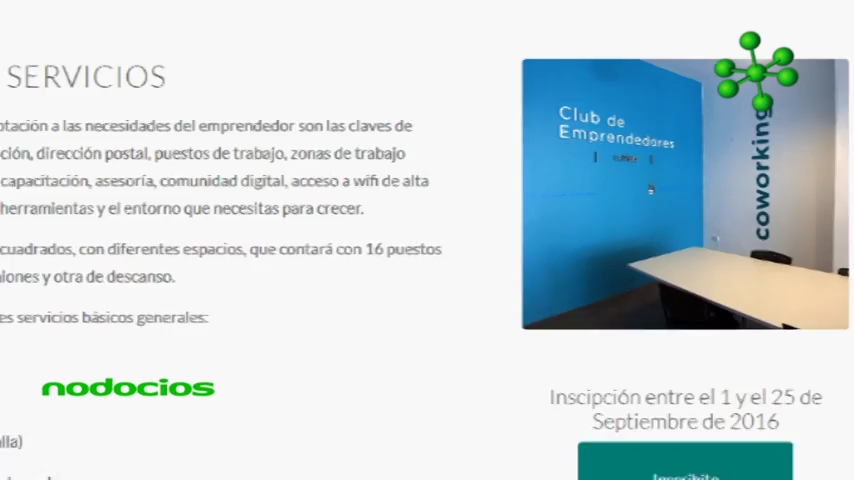 SERVICIOS
ptación a las necesidades del emprendedor son las claves de
ción, dirección postal, puestos de trabajo, zonas de trabajo
capacitación, asesoría, comunidad digital, acceso a wifi de alta
herramientas y el entorno que necesitas para crecer.
cuadrados, con diferentes espacios, que contará con 16 puestos
niones y otra de descanso.
es servicios básicos generales:
nodocios
lla)
Club de
Emprendedores
coworking
Inscipción entre el 1 y el 25 de
Septiembre de 2016